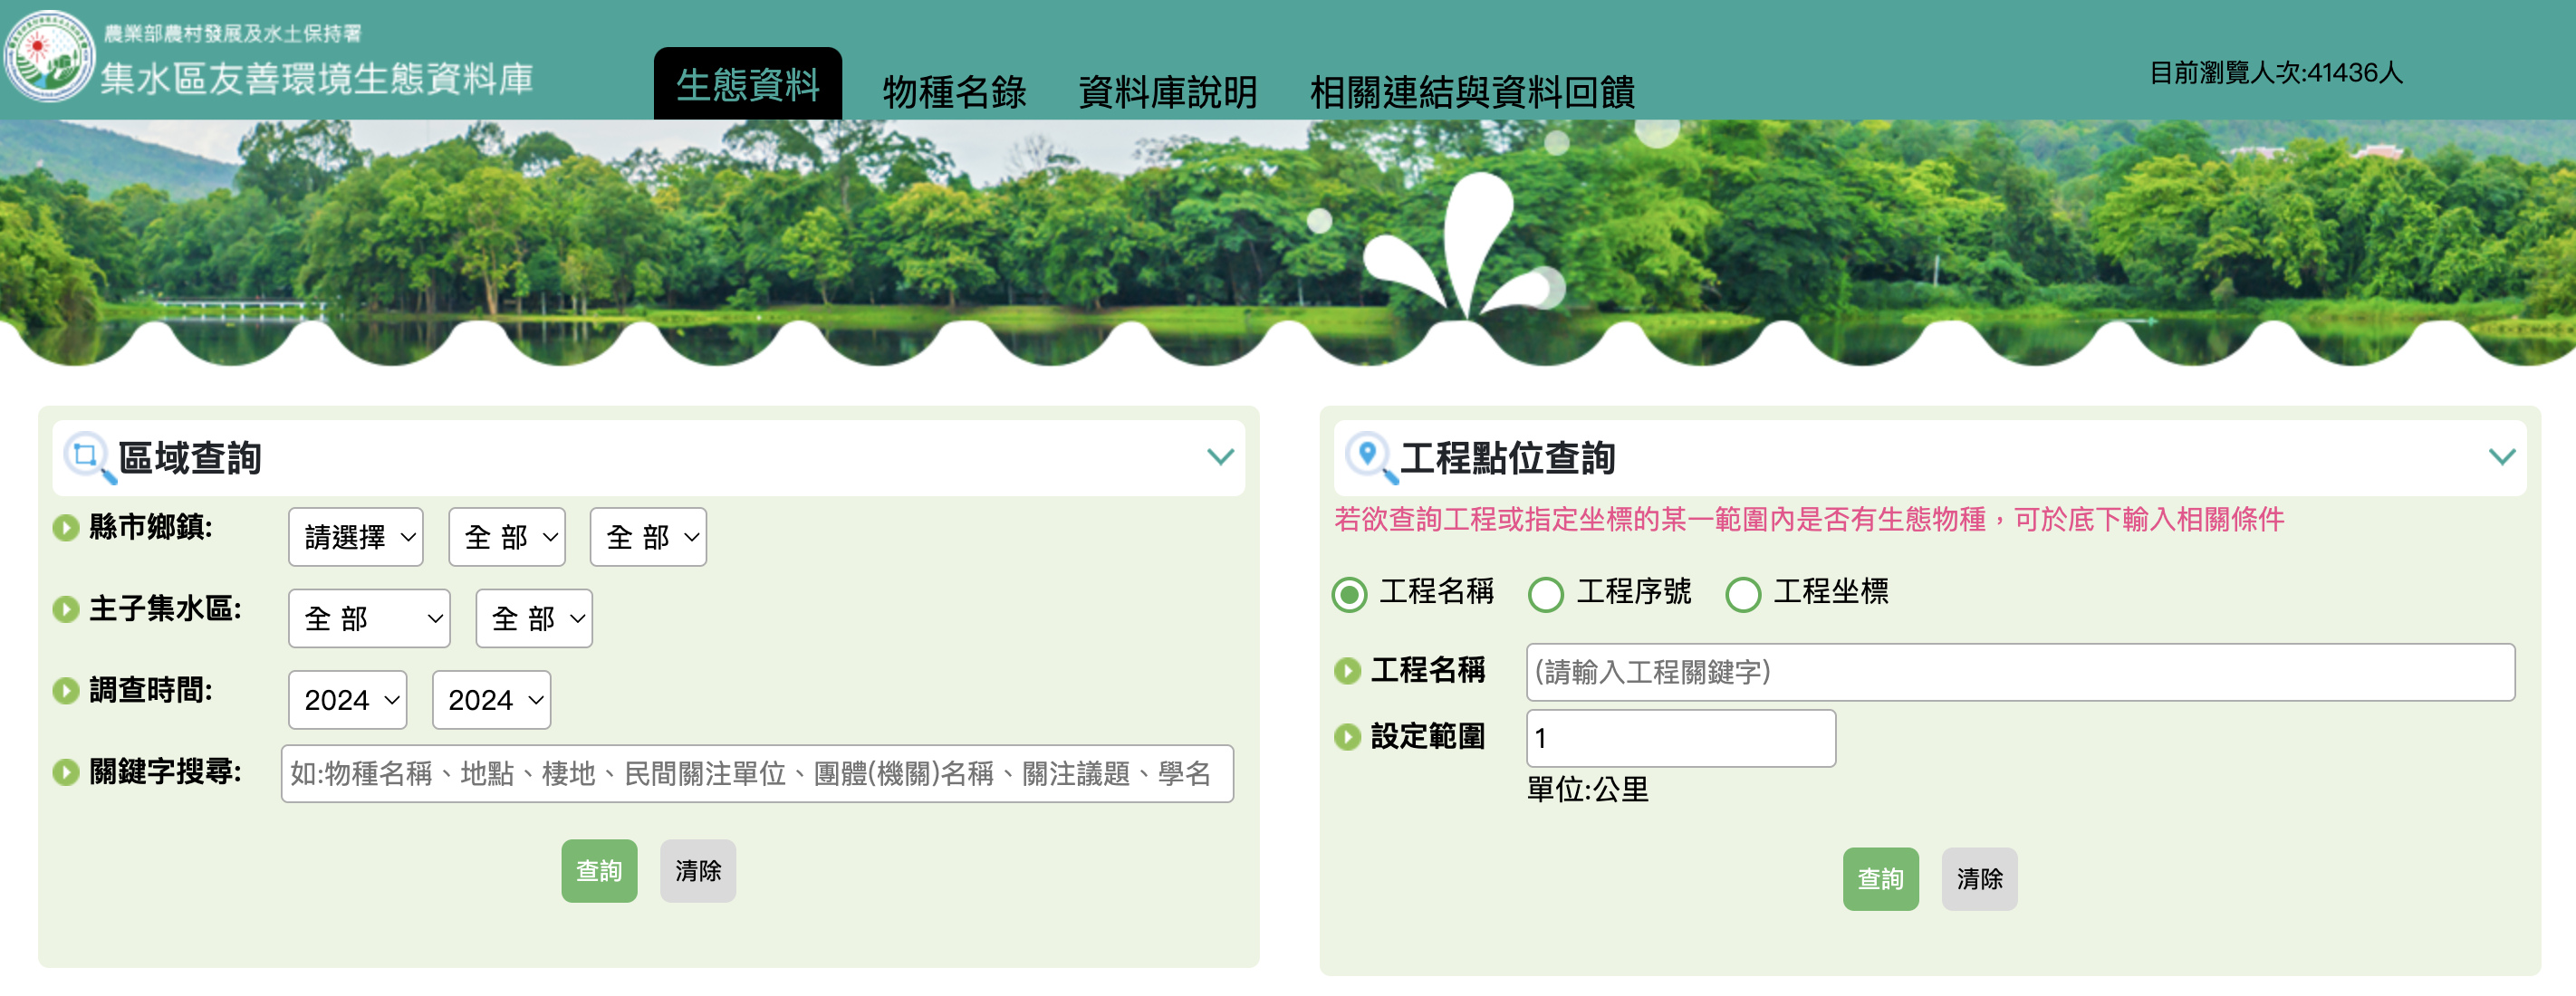 農業部農村發展及水土保持署
集水區友善環境生態資料庫
生態資料 物種名錄 資料庫說明 相關連結與資料回饋
目前瀏覽人次:41436人
區域查詢
縣市鄉鎮: 請選擇 全 部 全 部
主子集水區: 全 部 全 部
調查時間: 2024 2024
關鍵字搜尋: 如:物種名稱、地點、棲地、民間關注單位、團體(機關)名稱、關注議題、學名
查詢 清除
工程點位查詢
若欲查詢工程或指定坐標的某一範圍內是否有生態物種，可於底下輸入相關條件
工程名稱 工程序號 工程坐標
工程名稱 (請輸入工程關鍵字)
設定範圍 1
單位:公里
查詢 清除